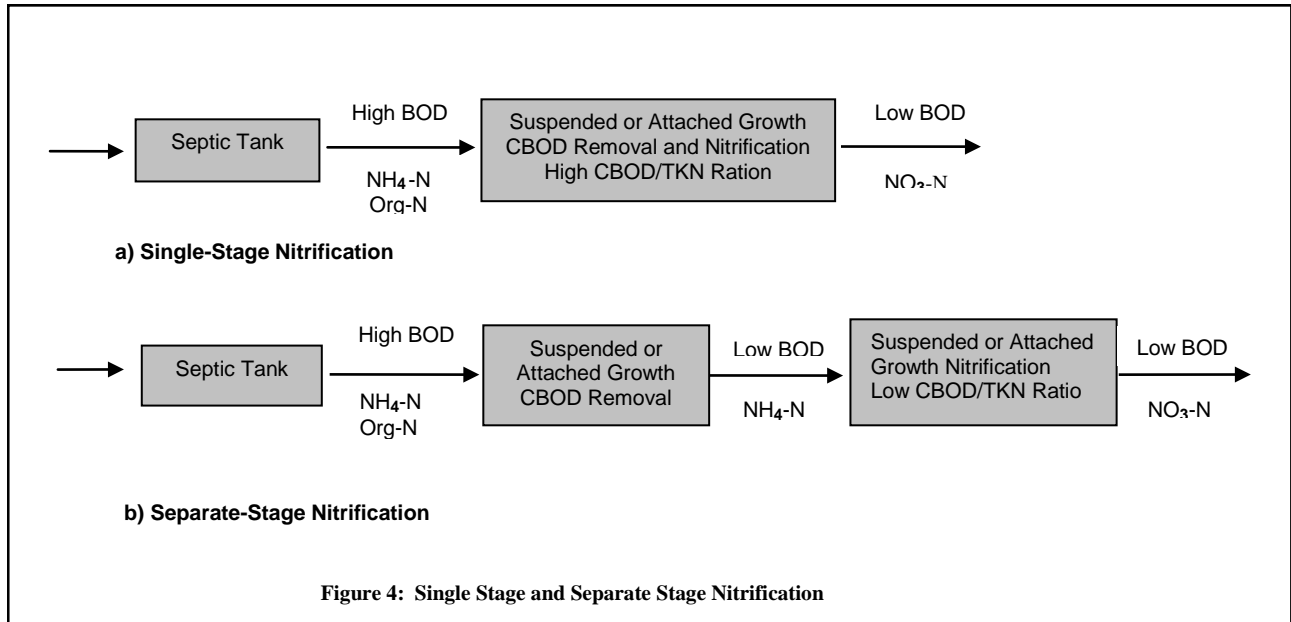 High BOD
Low BOD
Septic Tank
Suspended or Attached Growth
CBOD Removal and Nitrification
High CBOD/TKN Ration
NH4-N
Org-N
NO3-N
a) Single-Stage Nitrification
High BOD
Low BOD
Low BOD
Septic Tank
Suspended or
Attached Growth
CBOD Removal
Suspended or Attached
Growth Nitrification
Low CBOD/TKN Ratio
NH4-N
Org-N
NH4-N
NO3-N
b) Separate-Stage Nitrification
Figure 4: Single Stage and Separate Stage Nitrification